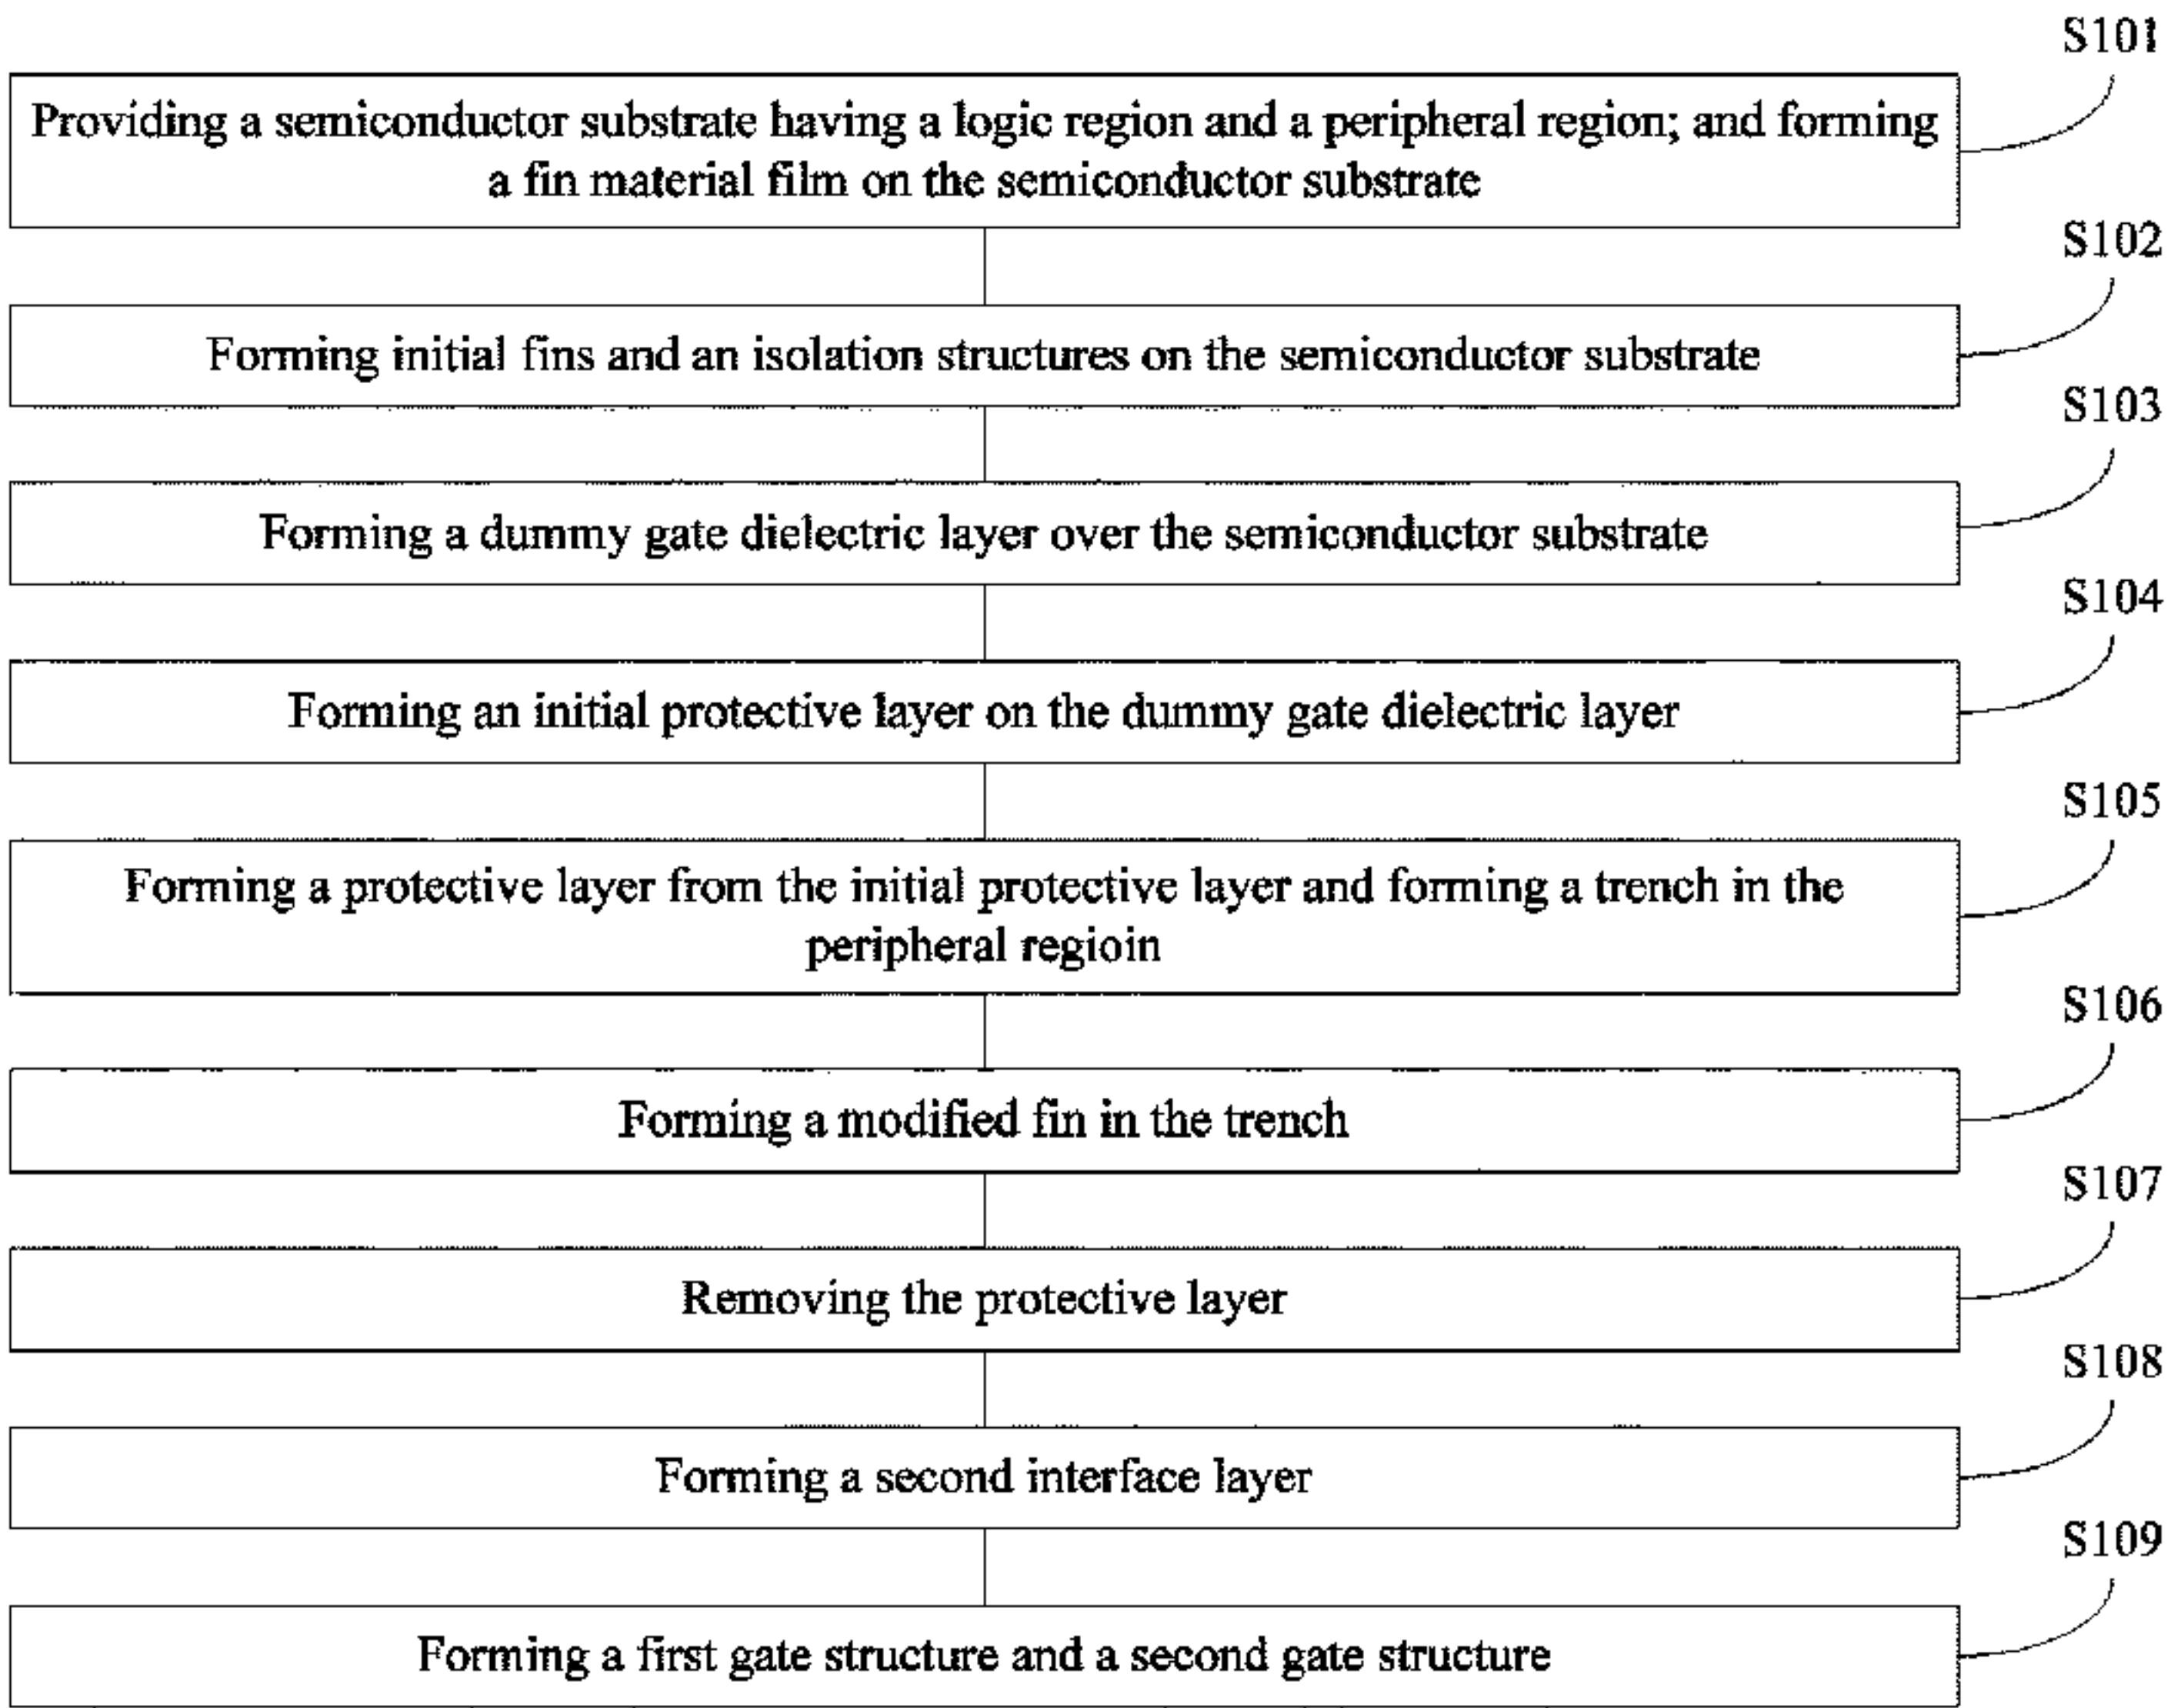 S101
Providing a semiconductor substrate having a logic region and a peripheral region; and forming
a fin material film on the semiconductor substrate
S102
Forming initial fins and an isolation structures on the semiconductor substrate
S103
Forming a dummy gate dielectric layer over the semiconductor substrate
S104
Forming an initial protective layer on the dummy gate dielectric layer
S105
Forming a protective layer from the initial protective layer and forming a trench in the
peripheral regioin
S106
Forming a modified fin in the trench
S107
Removing the protective layer
S108
Forming a second interface layer
S109
Forming a first gate structure and a second gate structure